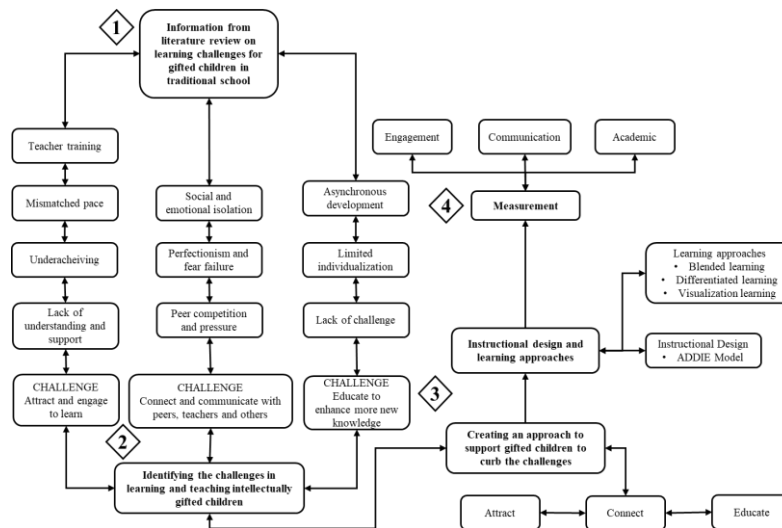 1
Information from
literature review on
learning challenges for
gifted children in
traditional school
Teacher training
Mismatched pace
Underacheiving
Lack of
understanding and
support
CHALLENGE
Attract and engage
to learn
Social and
emotional isolation
Perfectionism and
fear failure
Peer competition
and pressure
CHALLENGE
Connect and communicate with
peers, teachers and others
Asynchronous
development
Limited
individualization
Lack of challenge
CHALLENGE
Educate to
enhance more new
knowledge
2
Identifying the challenges in
learning and teaching intellectually
gifted children
3
Creating an approach to
support gifted children to
curb the challenges
Attract
Connect
Educate
Instructional design and
learning approaches
Learning approaches
• Blended learning
• Differentiated learning
• Visualization learning
Instructional Design
• ADDIE Model
4
Measurement
Engagement
Communication
Academic